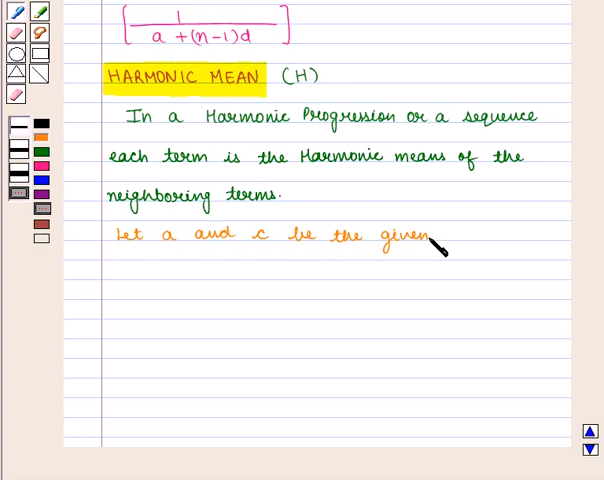 [ 1 / a + (n-1)d ]
HARMONIC MEAN (H)
In a Harmonic Progression or a sequence
each term is the Harmonic means of the
neighboring terms.
Let a and c be the given